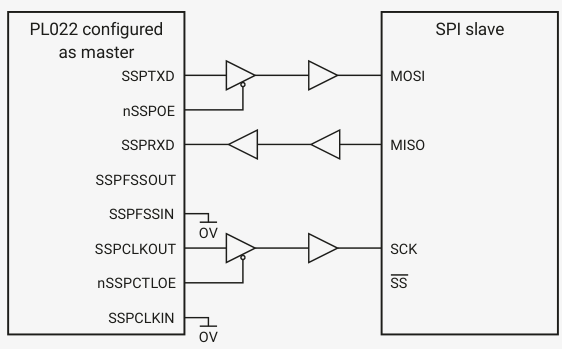 PL022 configured
as master
SPI slave
SSPTXD
MOSI
nSSPOE
SSPRXD
MISO
SSPFSSOUT
SSPFSSIN
0V
SSPCLKOUT
SCK
nSSPCTLOE
SS
SSPCLKIN
0V